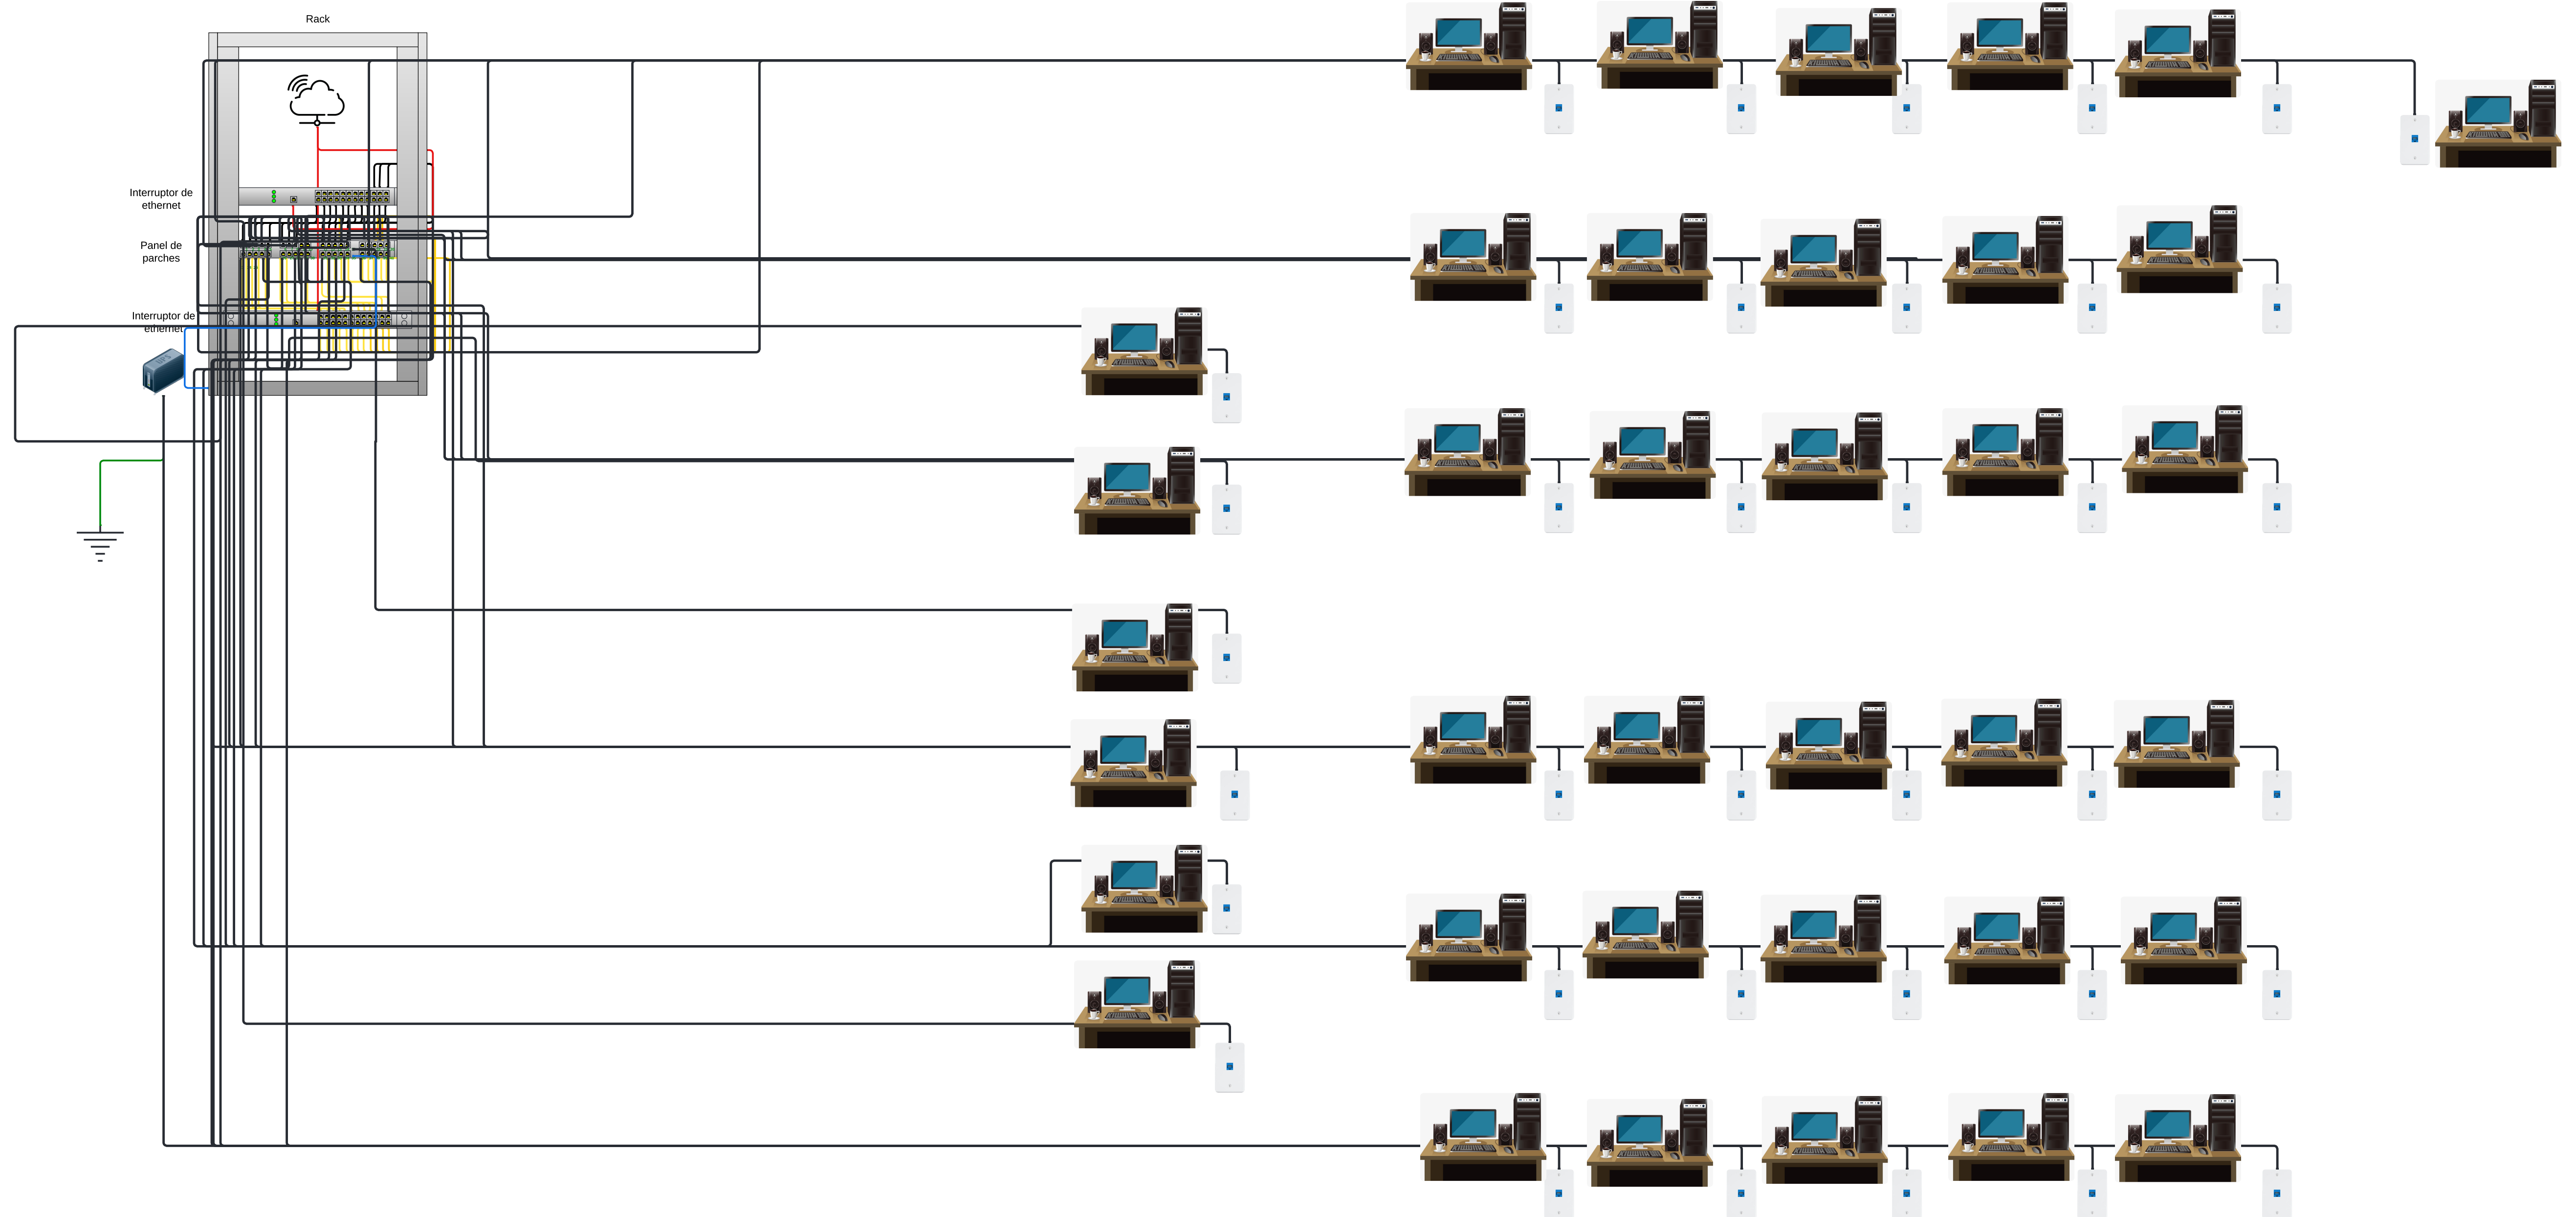 Rack
Interruptor de
ethernet
Panel de
parches
Interruptor de
ethernet